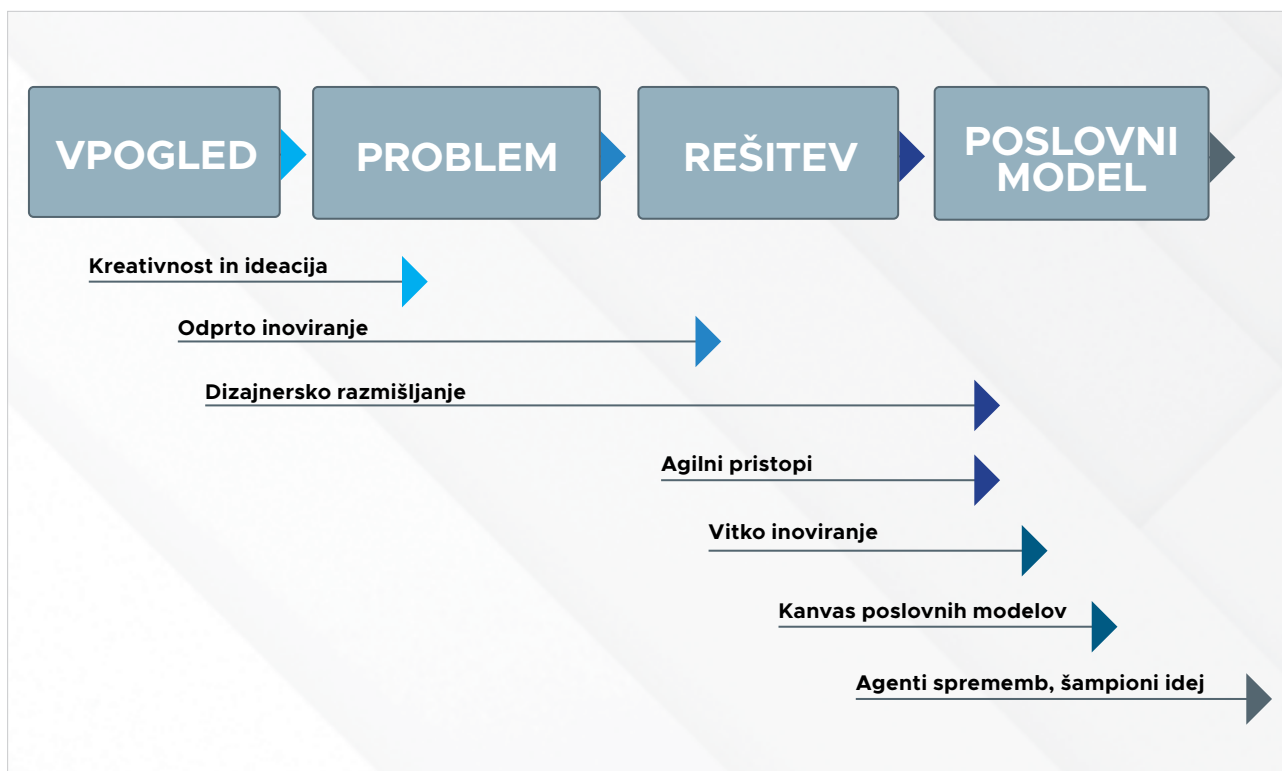 VPOGLED
PROBLEM
REŠITEV
POSLOVNI
MODEL
Kreativnost in ideacija
Odprto inoviranje
Dizajnersko razmišljanje
Agilni pristopi
Vitko inoviranje
Kanvas poslovnih modelov
Agenti sprememb, šampioni idej